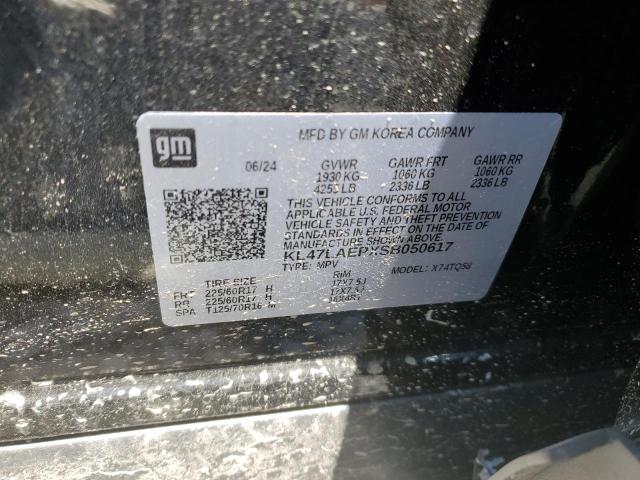 gm
MFD BY GM KOREA COMPANY
06/24 GVWR GAWR FRT GAWR RR
1930 KG 1060 KG 1060 KG
4255 LB 2336 LB 2336 LB
THIS VEHICLE CONFORMS TO ALL
APPLICABLE U.S. FEDERAL MOTOR
VEHICLE SAFETY AND THEFT PREVENTION
STANDARDS IN EFFECT ON THE DATE OF
MANUFACTURE SHOWN ABOVE.
KL47LAEPXSB050617
TYPE: MPV MODEL: X74TQ58
TIRE SIZE RIM
FRT 225/60R17 H 17X7.5J
RR 225/60R17 H 17X7.5J
SPA T125/70R16 M